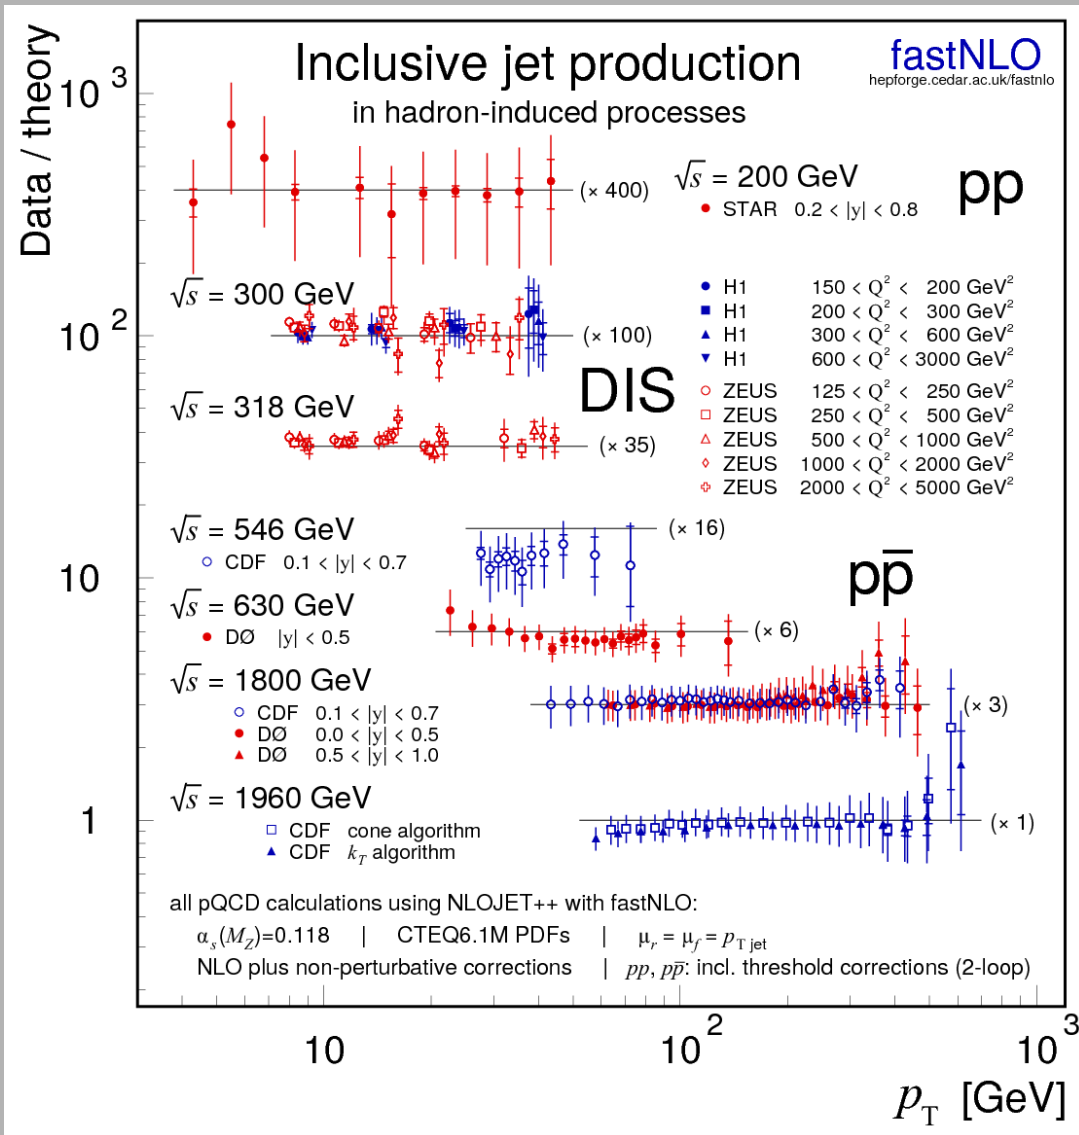 Inclusive jet production
in hadron-induced processes
fastNLO
hepforge.cedar.ac.uk/fastnlo
Data / theory
10³
10²
10
1
(× 400)
√s = 200 GeV
pp
STAR 0.2 < |y| < 0.8
√s = 300 GeV
(× 100)
H1 150 < Q² < 200 GeV²
H1 200 < Q² < 300 GeV²
H1 300 < Q² < 600 GeV²
H1 600 < Q² < 3000 GeV²
DIS
ZEUS 125 < Q² < 250 GeV²
ZEUS 250 < Q² < 500 GeV²
ZEUS 500 < Q² < 1000 GeV²
ZEUS 1000 < Q² < 2000 GeV²
ZEUS 2000 < Q² < 5000 GeV²
√s = 318 GeV
(× 35)
√s = 546 GeV
(× 16)
CDF 0.1 < |y| < 0.7
pp̅
√s = 630 GeV
(× 6)
DØ |y| < 0.5
√s = 1800 GeV
(× 3)
CDF 0.1 < |y| < 0.7
DØ 0.0 < |y| < 0.5
DØ 0.5 < |y| < 1.0
√s = 1960 GeV
(× 1)
CDF cone algorithm
CDF k_T algorithm
all pQCD calculations using NLOJET++ with fastNLO:
α_s(M_Z)=0.118 | CTEQ6.1M PDFs | μ_r = μ_f = p_T jet
NLO plus non-perturbative corrections | pp, pp̅: incl. threshold corrections (2-loop)
10
10²
10³
p_T [GeV]